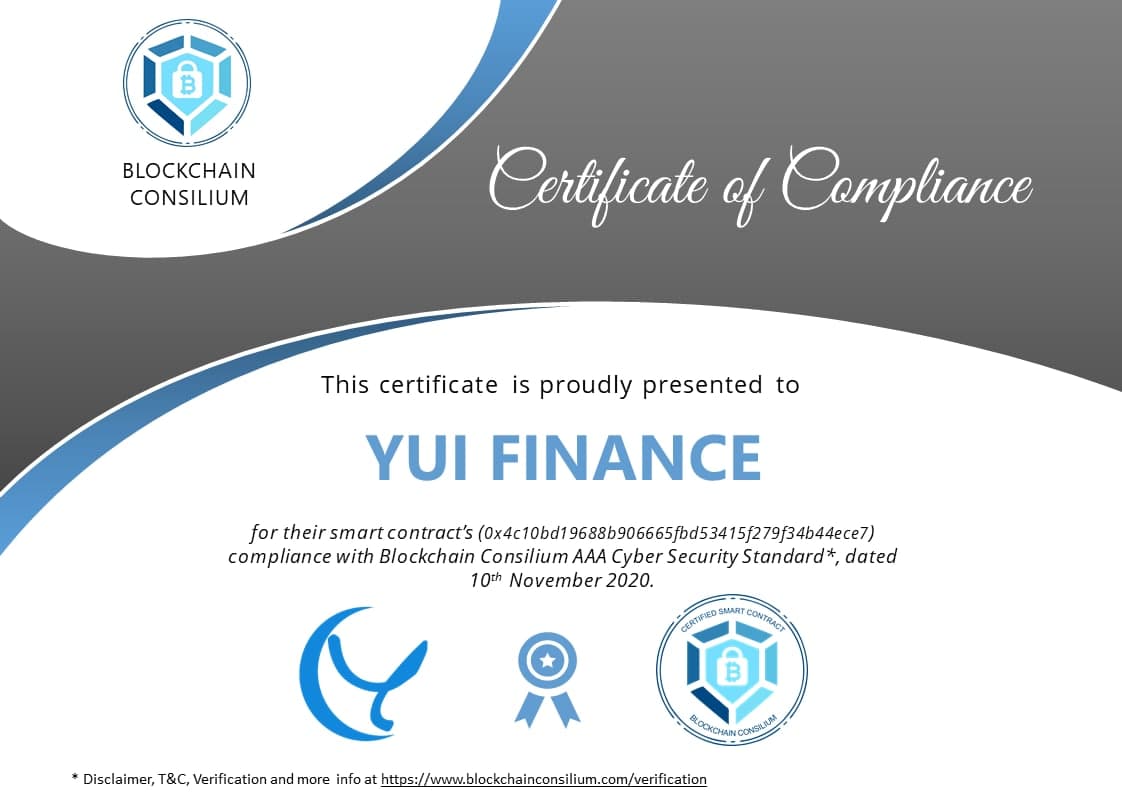 BLOCKCHAIN
CONSILIUM
Certificate of Compliance
This certificate is proudly presented to
YUI FINANCE
for their smart contract’s (0x4c10bd19688b906665fbd53415f279f34b44ece7)
compliance with Blockchain Consilium AAA Cyber Security Standard*, dated
10th November 2020.
CERTIFIED SMART CONTRACT
BLOCKCHAIN CONSILIUM
* Disclaimer, T&C, Verification and more info at https://www.blockchainconsilium.com/verification